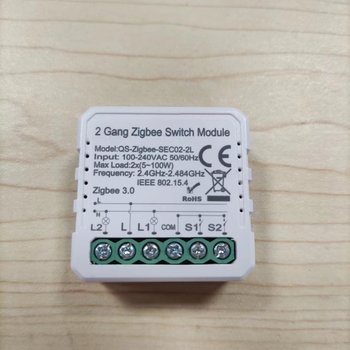 2 Gang Zigbee Switch Module
Model:QS-Zigbee-SEC02-2L
Input: 100-240VAC 50/60Hz
Max Load:2x(5~100W)
Frequency: 2.4GHz-2.484GHz
IEEE 802.15.4
Zigbee 3.0
RoHS
L
N
L2 L L1 COM S1 S2